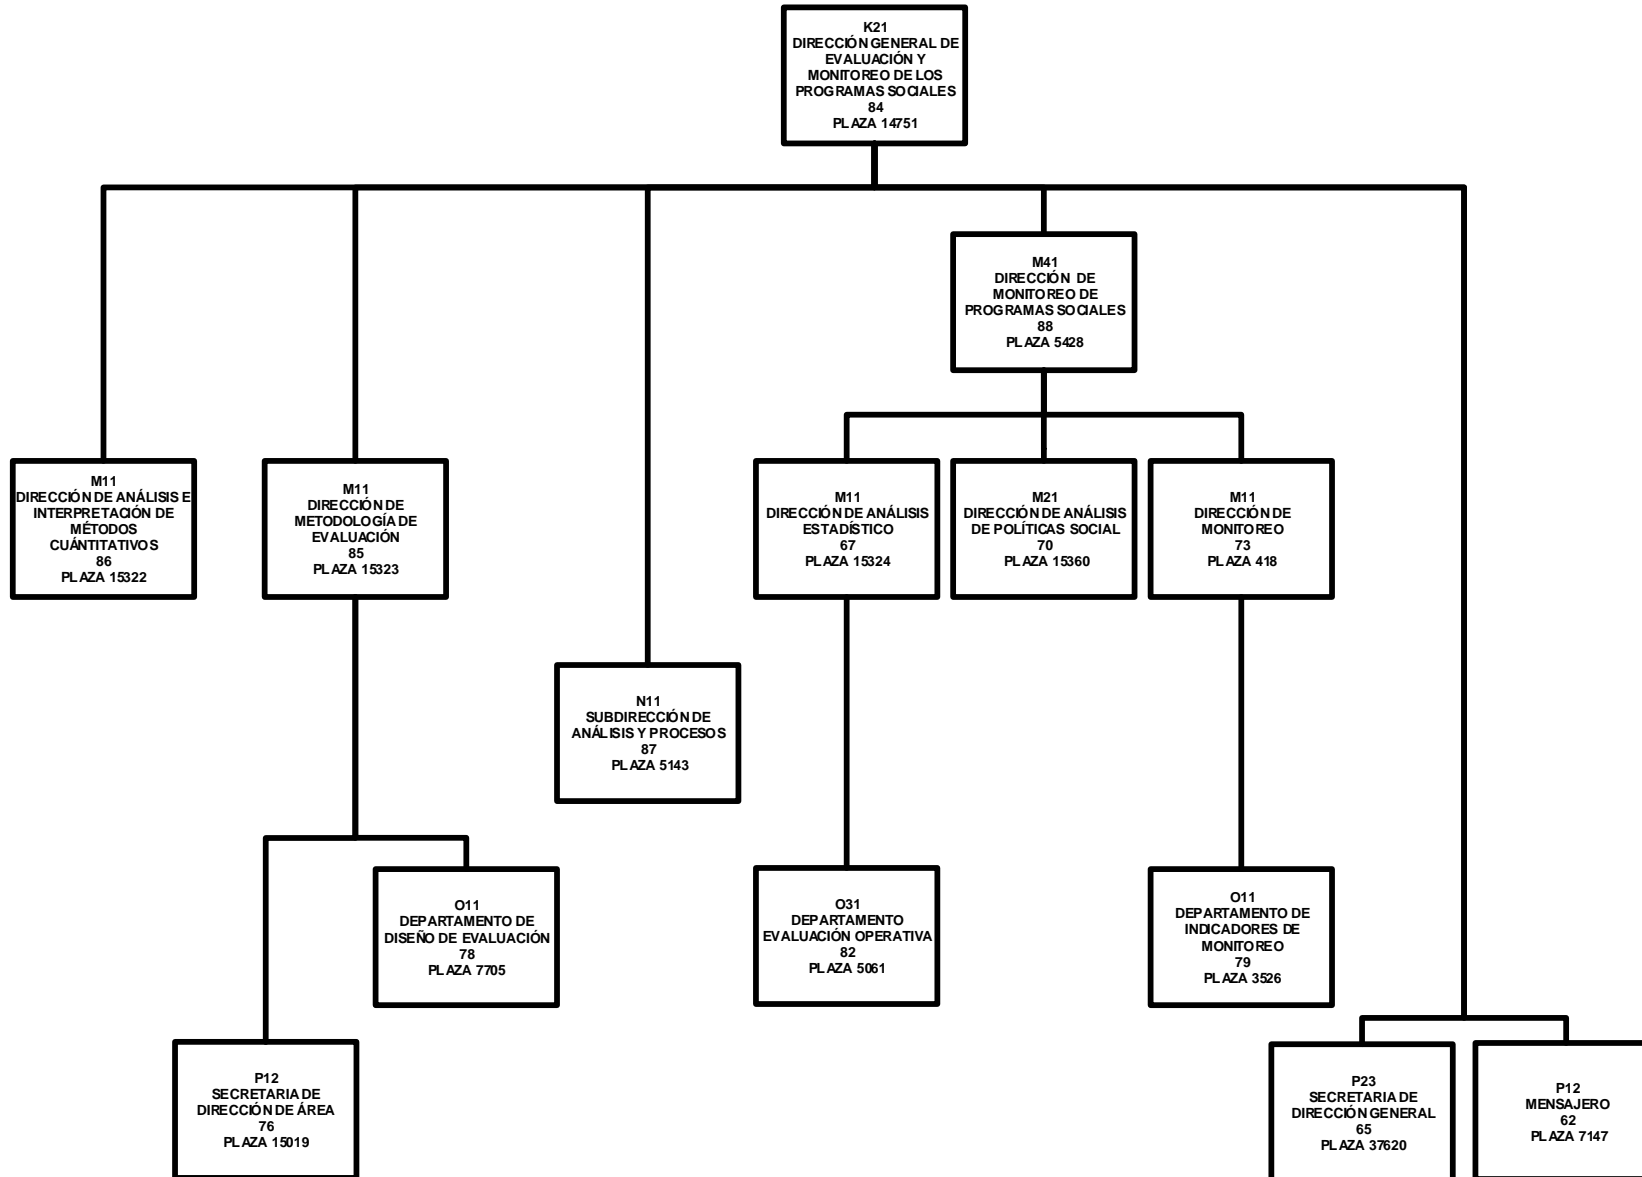 K21
DIRECCIÓN GENERAL DE
EVALUACIÓN Y
MONITOREO DE LOS
PROGRAMAS SOCIALES
84
PLAZA 14751
M41
DIRECCIÓN DE
MONITOREO DE
PROGRAMAS SOCIALES
88
PLAZA 5428
M11
DIRECCIÓN DE ANÁLISIS E
INTERPRETACIÓN DE
MÉTODOS
CUÁNTITATIVOS
86
PLAZA 15322
M11
DIRECCIÓN DE
METODOLOGÍA DE
EVALUACIÓN
85
PLAZA 15323
M11
DIRECCIÓN DE ANÁLISIS
ESTADÍSTICO
67
PLAZA 15324
M21
DIRECCIÓN DE ANÁLISIS
DE POLÍTICAS SOCIAL
70
PLAZA 15360
M11
DIRECCIÓN DE
MONITOREO
73
PLAZA 418
N11
SUBDIRECCIÓN DE
ANÁLISIS Y PROCESOS
87
PLAZA 5143
O11
DEPARTAMENTO DE
DISEÑO DE EVALUACIÓN
78
PLAZA 7705
O31
DEPARTAMENTO
EVALUACIÓN OPERATIVA
82
PLAZA 5061
O11
DEPARTAMENTO DE
INDICADORES DE
MONITOREO
79
PLAZA 3526
P12
SECRETARIA DE
DIRECCIÓN DE ÁREA
76
PLAZA 15019
P23
SECRETARIA DE
DIRECCIÓN GENERAL
65
PLAZA 37620
P12
MENSAJERO
62
PLAZA 7147